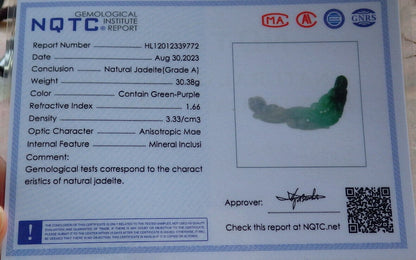 NQTC
GEMOLOGICAL
INSTITUTE
REPORT
MA
CAL
GNRS
Report Number HL12012339772
Date Aug 30,2023
Conclusion Natural Jadeite(Grade A)
Weight 30.38g
Color Contain Green-Purple
Refractive Index 1.66
Density 3.33/cm3
Optic Character Anisotropic Mae
Internal Feature Mineral Inclusi
Comment:
Gemological tests correspond to the charact
eristics of natural jadeite.
Approver:
Check this report at NQTC.net